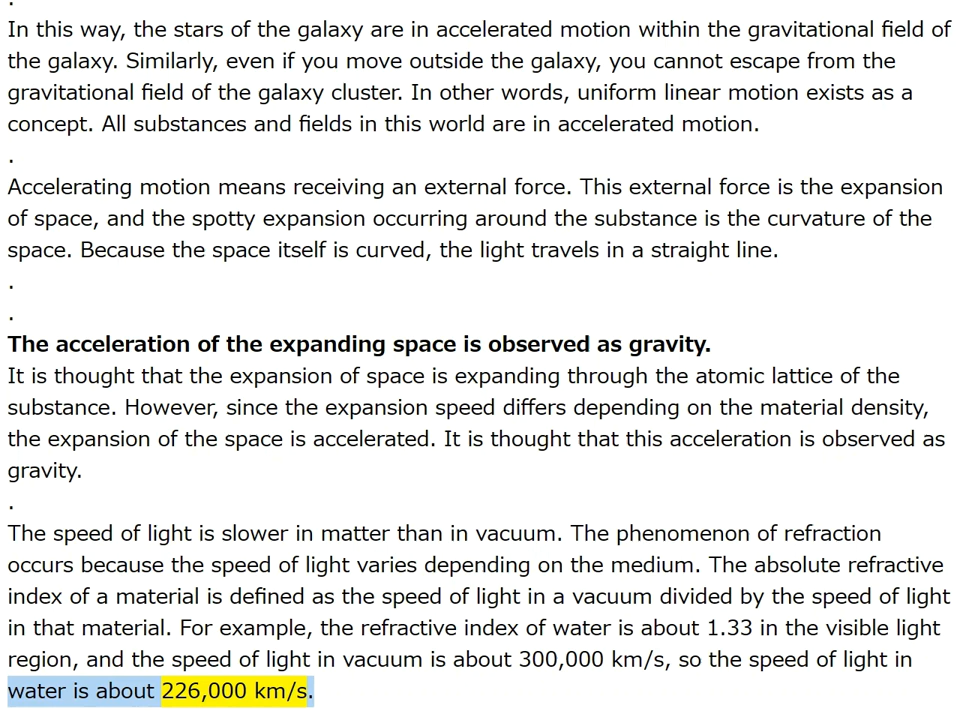 .
In this way, the stars of the galaxy are in accelerated motion within the gravitational field of
the galaxy. Similarly, even if you move outside the galaxy, you cannot escape from the
gravitational field of the galaxy cluster. In other words, uniform linear motion exists as a
concept. All substances and fields in this world are in accelerated motion.
.
Accelerating motion means receiving an external force. This external force is the expansion
of space, and the spotty expansion occurring around the substance is the curvature of the
space. Because the space itself is curved, the light travels in a straight line.
.
.
The acceleration of the expanding space is observed as gravity.
It is thought that the expansion of space is expanding through the atomic lattice of the
substance. However, since the expansion speed differs depending on the material density,
the expansion of the space is accelerated. It is thought that this acceleration is observed as
gravity.
.
The speed of light is slower in matter than in vacuum. The phenomenon of refraction
occurs because the speed of light varies depending on the medium. The absolute refractive
index of a material is defined as the speed of light in a vacuum divided by the speed of light
in that material. For example, the refractive index of water is about 1.33 in the visible light
region, and the speed of light in vacuum is about 300,000 km/s, so the speed of light in
water is about 226,000 km/s.